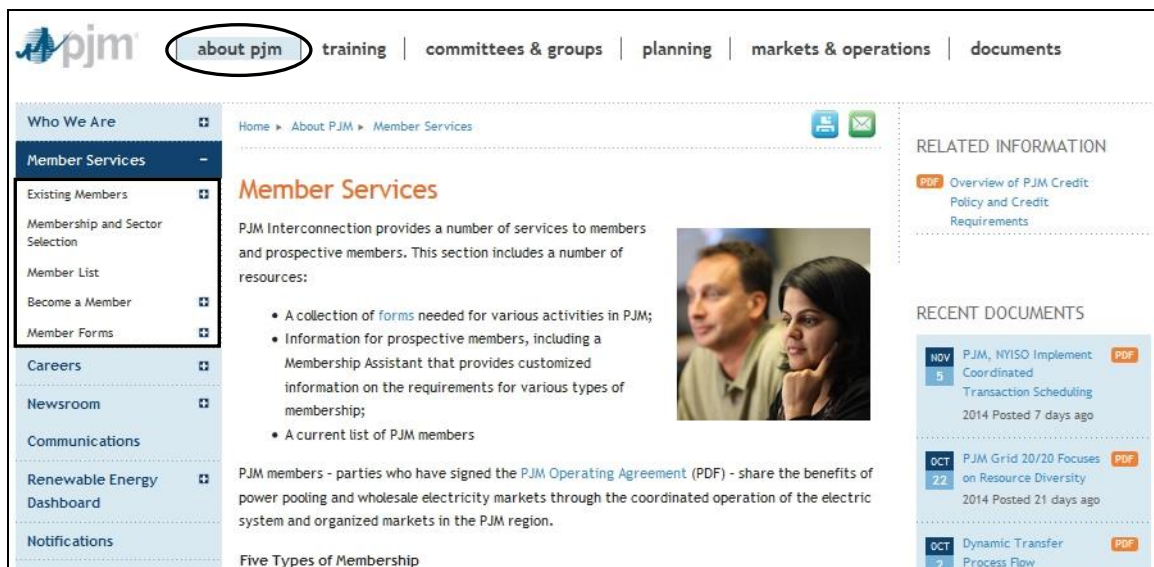 pjm
about pjm | training | committees & groups | planning | markets & operations | documents
Who We Are
Member Services
Existing Members
Membership and Sector
Selection
Member List
Become a Member
Member Forms
Careers
Newsroom
Communications
Renewable Energy
Dashboard
Notifications
Home ▸ About PJM ▸ Member Services
Member Services
PJM Interconnection provides a number of services to members
and prospective members. This section includes a number of
resources:
• A collection of forms needed for various activities in PJM;
• Information for prospective members, including a
Membership Assistant that provides customized
information on the requirements for various types of
membership;
• A current list of PJM members
PJM members - parties who have signed the PJM Operating Agreement (PDF) - share the benefits of
power pooling and wholesale electricity markets through the coordinated operation of the electric
system and organized markets in the PJM region.
Five Types of Membership
RELATED INFORMATION
PDF Overview of PJM Credit
Policy and Credit
Requirements
RECENT DOCUMENTS
NOV 5 PJM, NYISO Implement PDF
Coordinated
Transaction Scheduling
2014 Posted 7 days ago
OCT 22 PJM Grid 20/20 Focuses PDF
on Resource Diversity
2014 Posted 21 days ago
OCT 2 Dynamic Transfer PDF
Process Flow